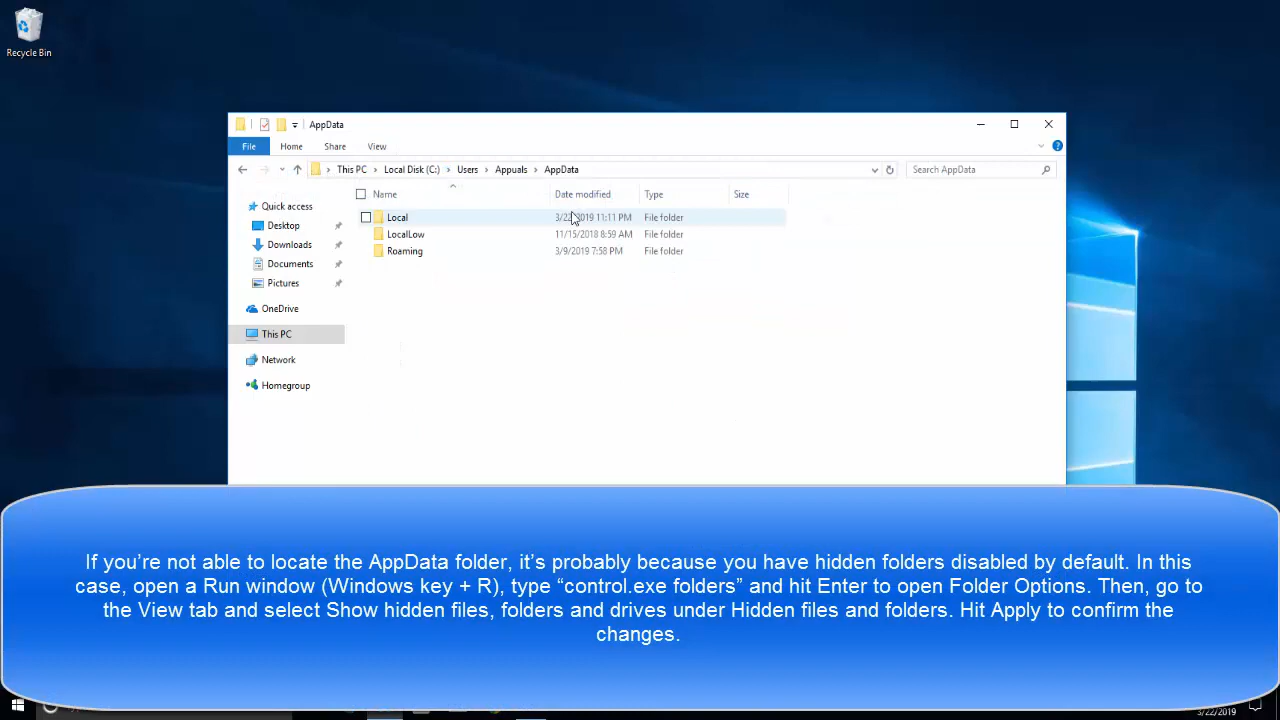 Recycle Bin
AppData
File Home Share View
This PC Local Disk (C:) Users Appuals AppData Search AppData
Name Date modified Type Size
Quick access
Desktop
Downloads
Documents
Pictures
OneDrive
This PC
Network
Homegroup
Local 3/22/2019 11:11 PM File folder
LocalLow 11/15/2018 8:59 AM File folder
Roaming 3/9/2019 7:58 PM File folder
If you’re not able to locate the AppData folder, it’s probably because you have hidden folders disabled by default. In this
case, open a Run window (Windows key + R), type “control.exe folders” and hit Enter to open Folder Options. Then, go to
the View tab and select Show hidden files, folders and drives under Hidden files and folders. Hit Apply to confirm the
changes.
3/22/2019